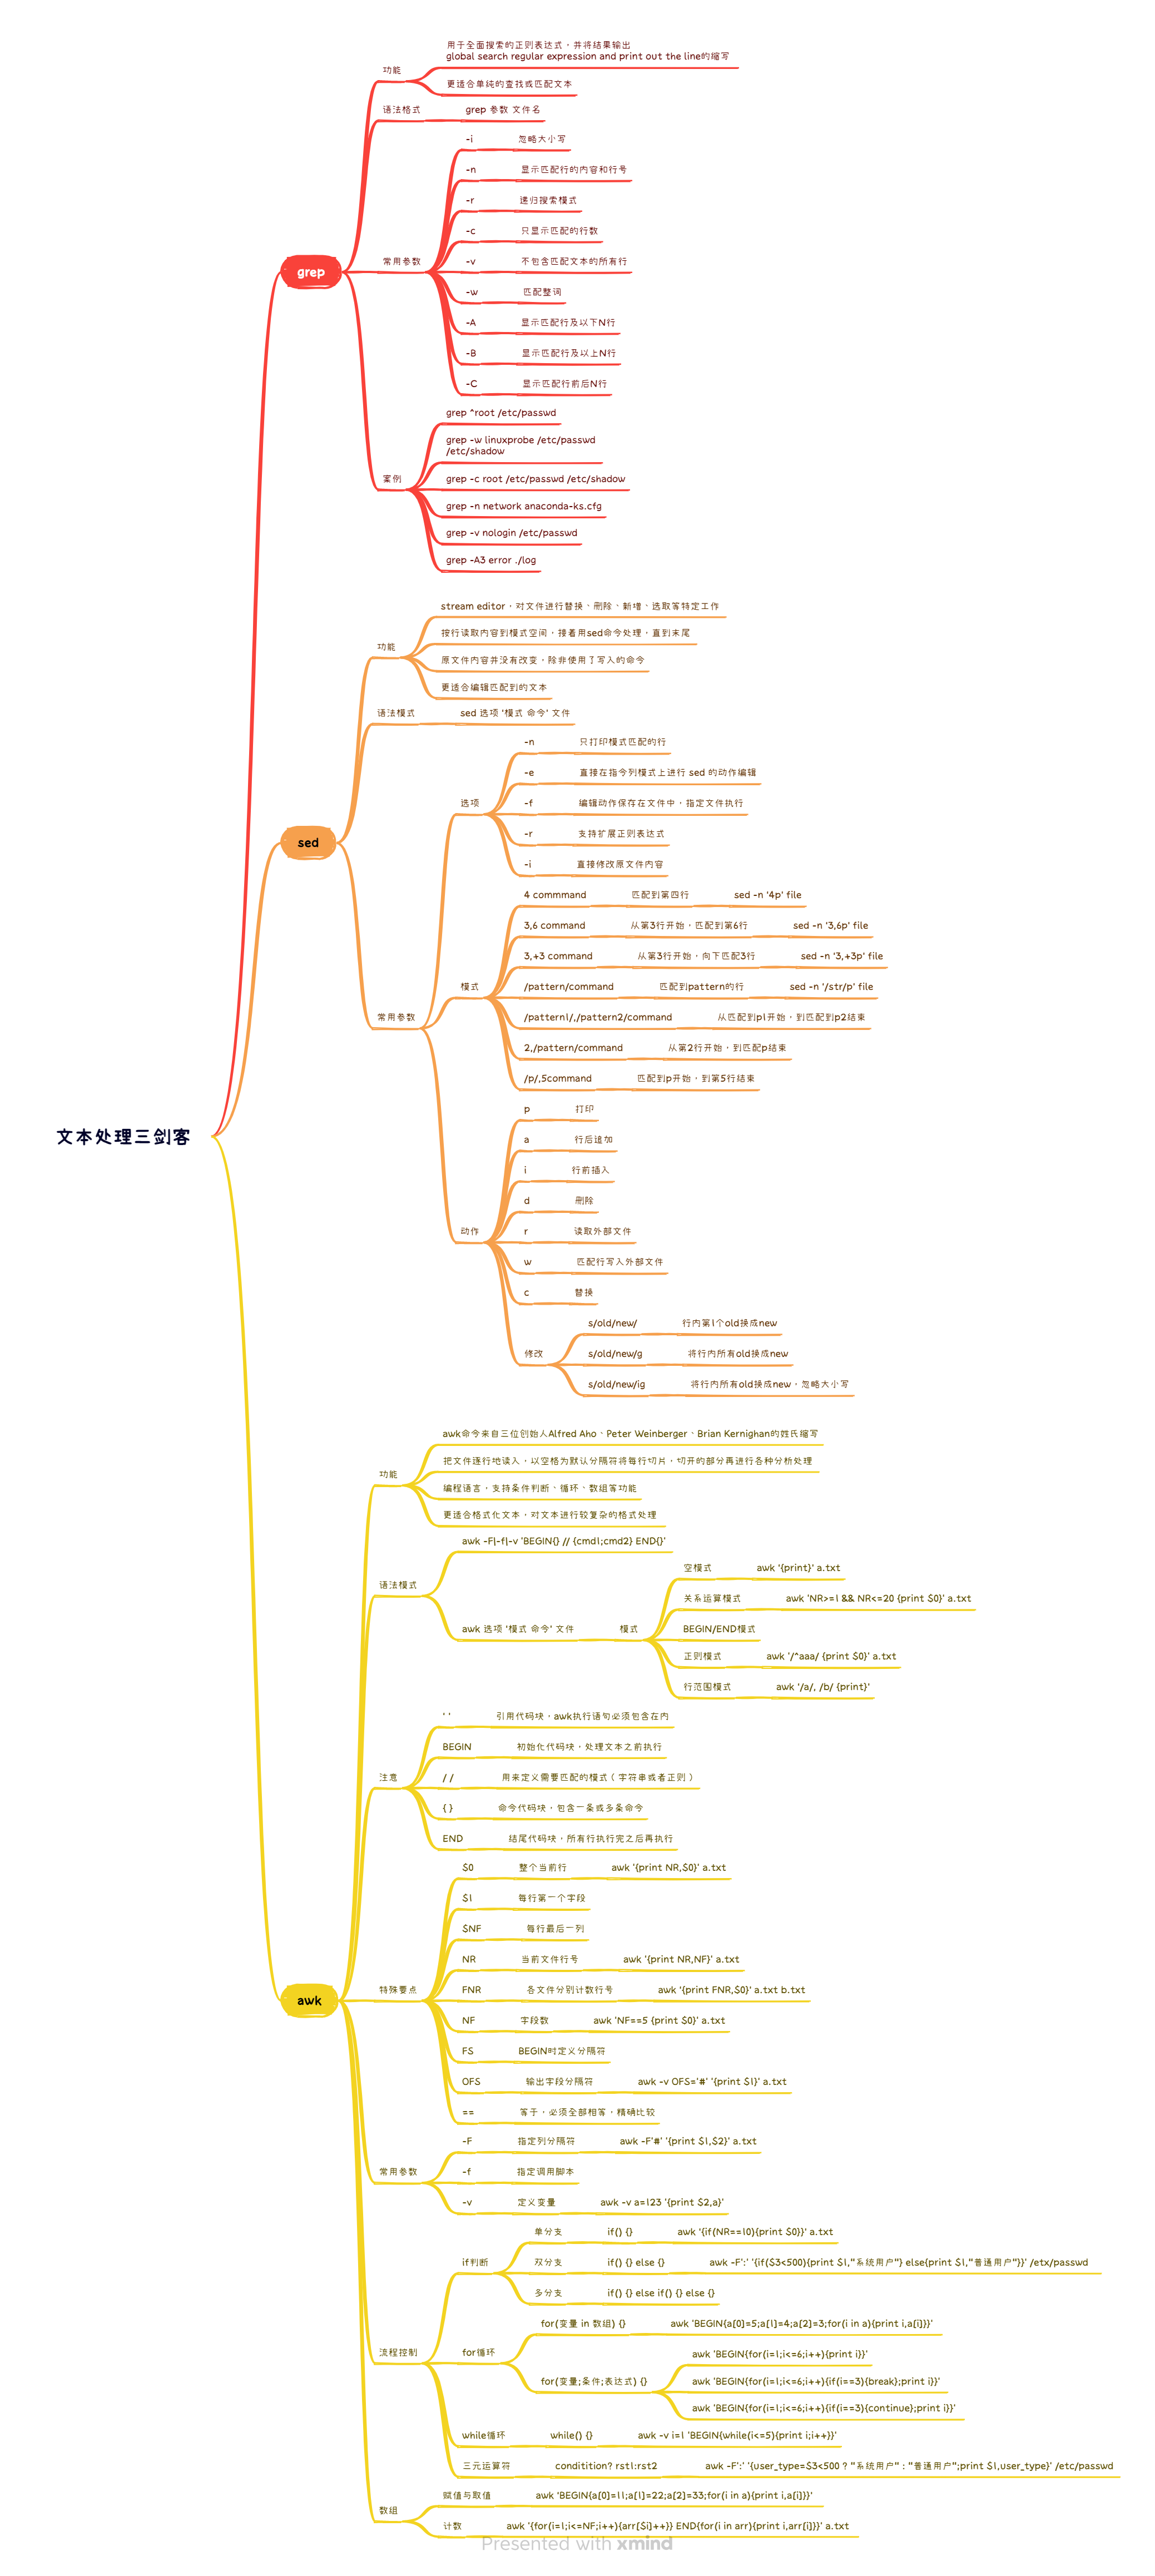 文本处理三剑客
grep
功能
用于全面搜索的正则表达式，并将结果输出
global search regular expression and print out the line的缩写
更适合单纯的查找或匹配文本
语法格式
grep 参数 文件名
常用参数
-i 忽略大小写
-n 显示匹配行的内容和行号
-r 递归搜索模式
-c 只显示匹配的行数
-v 不包含匹配文本的所有行
-w 匹配整词
-A 显示匹配行及以下N行
-B 显示匹配行及以上N行
-C 显示匹配行前后N行
案例
grep ^root /etc/passwd
grep -w linuxprobe /etc/passwd
/etc/shadow
grep -c root /etc/passwd /etc/shadow
grep -n network anaconda-ks.cfg
grep -v nologin /etc/passwd
grep -A3 error ./log
sed
功能
stream editor，对文件进行替换、删除、新增、选取等特定工作
按行读取内容到模式空间，接着用sed命令处理，直到末尾
原文件内容并没有改变，除非使用了写入的命令
更适合编辑匹配到的文本
语法模式
sed 选项 '模式 命令' 文件
常用参数
选项
-n 只打印模式匹配的行
-e 直接在指令列模式上进行 sed 的动作编辑
-f 编辑动作保存在文件中，指定文件执行
-r 支持扩展正则表达式
-i 直接修改原文件内容
模式
4 commmand 匹配到第四行 sed -n '4p' file
3,6 command 从第3行开始，匹配到第6行 sed -n '3,6p' file
3,+3 command 从第3行开始，向下匹配3行 sed -n '3,+3p' file
/pattern/command 匹配到pattern的行 sed -n '/str/p' file
/pattern1/,/pattern2/command 从匹配到p1开始，到匹配到p2结束
2,/pattern/command 从第2行开始，到匹配p结束
/p/,5command 匹配到p开始，到第5行结束
动作
p 打印
a 行后追加
i 行前插入
d 删除
r 读取外部文件
w 匹配行写入外部文件
c 替换
修改
s/old/new/ 行内第1个old换成new
s/old/new/g 将行内所有old换成new
s/old/new/ig 将行内所有old换成new，忽略大小写
awk
功能
awk命令来自三位创始人Alfred Aho、Peter Weinberger、Brian Kernighan的姓氏缩写
把文件逐行地读入，以空格为默认分隔符将每行切片，切开的部分再进行各种分析处理
编程语言，支持条件判断、循环、数组等功能
更适合格式化文本，对文本进行较复杂的格式处理
语法模式
awk -F|-f|-v 'BEGIN{} // {cmd1;cmd2} END{}'
awk 选项 '模式 命令' 文件
模式
空模式 awk '{print}' a.txt
关系运算模式 awk 'NR>=1 && NR<=20 {print $0}' a.txt
BEGIN/END模式
正则模式 awk '/^aaa/ {print $0}' a.txt
行范围模式 awk '/a/, /b/ {print}'
注意
' ' 引用代码块，awk执行语句必须包含在内
BEGIN 初始化代码块，处理文本之前执行
/ / 用来定义需要匹配的模式（字符串或者正则）
{ } 命令代码块，包含一条或多条命令
END 结尾代码块，所有行执行完之后再执行
特殊要点
$0 整个当前行 awk '{print NR,$0}' a.txt
$1 每行第一个字段
$NF 每行最后一列
NR 当前文件行号 awk '{print NR,NF}' a.txt
FNR 各文件分别计数行号 awk '{print FNR,$0}' a.txt b.txt
NF 字段数 awk 'NF==5 {print $0}' a.txt
FS BEGIN时定义分隔符
OFS 输出字段分隔符 awk -v OFS='#' '{print $1}' a.txt
== 等于，必须全部相等，精确比较
常用参数
-F 指定列分隔符 awk -F'#' '{print $1,$2}' a.txt
-f 指定调用脚本
-v 定义变量 awk -v a=123 '{print $2,a}'
流程控制
if判断
单分支 if() {} awk '{if(NR==10){print $0}}' a.txt
双分支 if() {} else {} awk -F':' '{if($3<500){print $1,"系统用户"} else{print $1,"普通用户"}}' /etx/passwd
多分支 if() {} else if() {} else {}
for循环
for(变量 in 数组) {} awk 'BEGIN{a[0]=5;a[1]=4;a[2]=3;for(i in a){print i,a[i]}}'
for(变量;条件;表达式) {}
awk 'BEGIN{for(i=1;i<=6;i++){print i}}'
awk 'BEGIN{for(i=1;i<=6;i++){if(i==3){break};print i}}'
awk 'BEGIN{for(i=1;i<=6;i++){if(i==3){continue};print i}}'
while循环 while() {} awk -v i=1 'BEGIN{while(i<=5){print i;i++}}'
三元运算符 conditition? rst1:rst2 awk -F':' '{user_type=$3<500 ? "系统用户" : "普通用户";print $1,user_type}' /etc/passwd
数组
赋值与取值 awk 'BEGIN{a[0]=11;a[1]=22;a[2]=33;for(i in a){print i,a[i]}}'
计数 awk '{for(i=1;i<=NF;i++){arr[$i]++}} END{for(i in arr){print i,arr[i]}}' a.txt
Presented with xmind